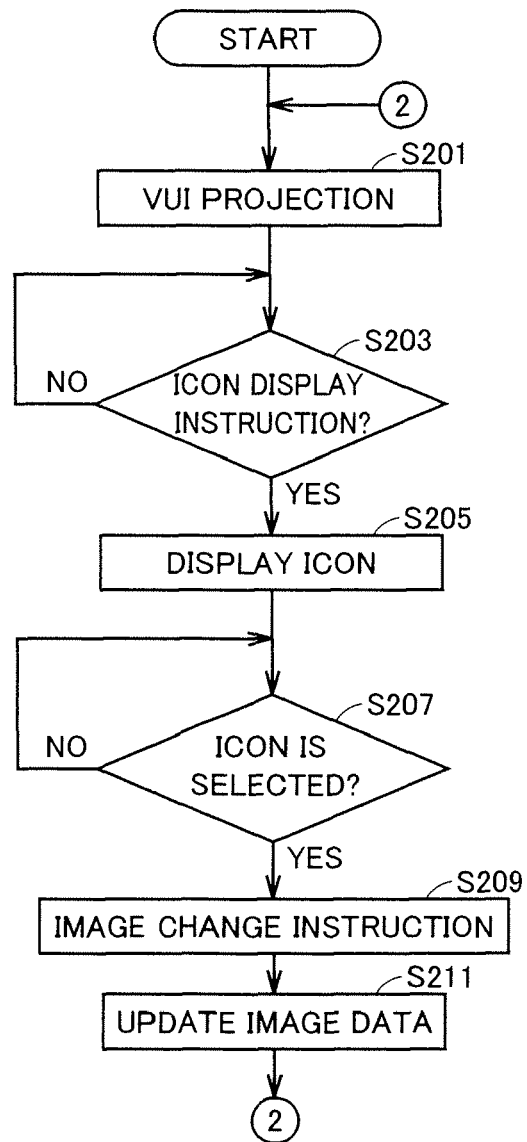 START
2
S201
VUI PROJECTION
S203
ICON DISPLAY
INSTRUCTION?
NO
YES
S205
DISPLAY ICON
S207
ICON IS
SELECTED?
NO
YES
S209
IMAGE CHANGE INSTRUCTION
S211
UPDATE IMAGE DATA
2